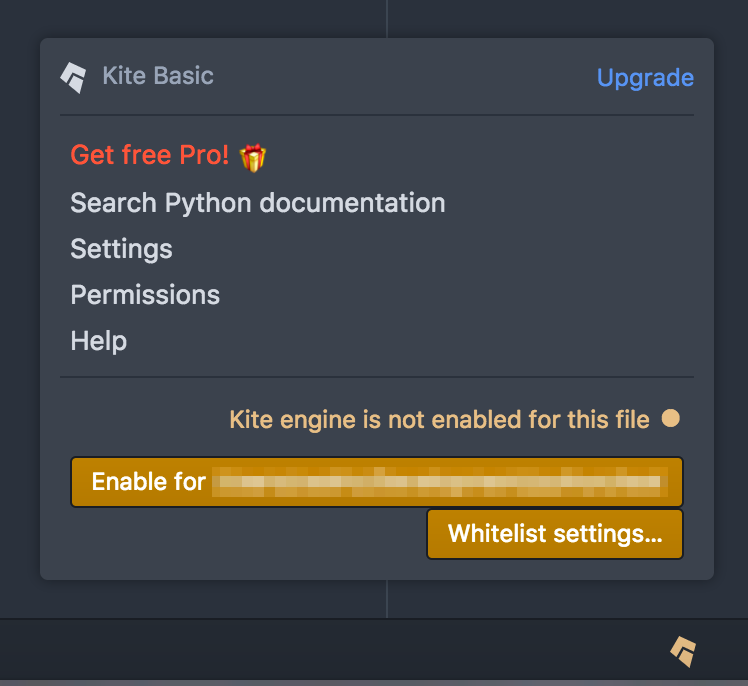 Kite Basic
Upgrade
Get free Pro!
Search Python documentation
Settings
Permissions
Help
Kite engine is not enabled for this file
Enable for
Whitelist settings...